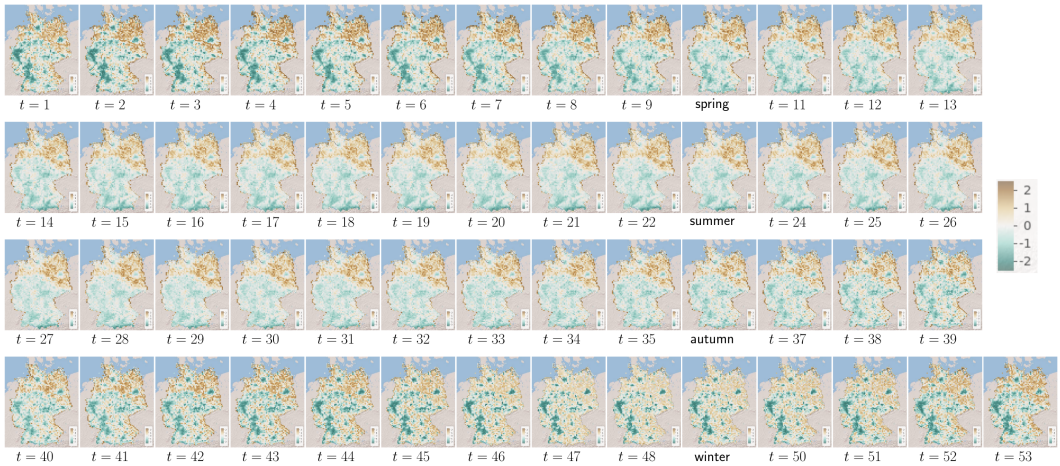 t = 1 t = 2 t = 3 t = 4 t = 5 t = 6 t = 7 t = 8 t = 9 spring t = 11 t = 12 t = 13
t = 14 t = 15 t = 16 t = 17 t = 18 t = 19 t = 20 t = 21 t = 22 summer t = 24 t = 25 t = 26
2
1
0
-1
-2
t = 27 t = 28 t = 29 t = 30 t = 31 t = 32 t = 33 t = 34 t = 35 autumn t = 37 t = 38 t = 39
t = 40 t = 41 t = 42 t = 43 t = 44 t = 45 t = 46 t = 47 t = 48 winter t = 50 t = 51 t = 52 t = 53